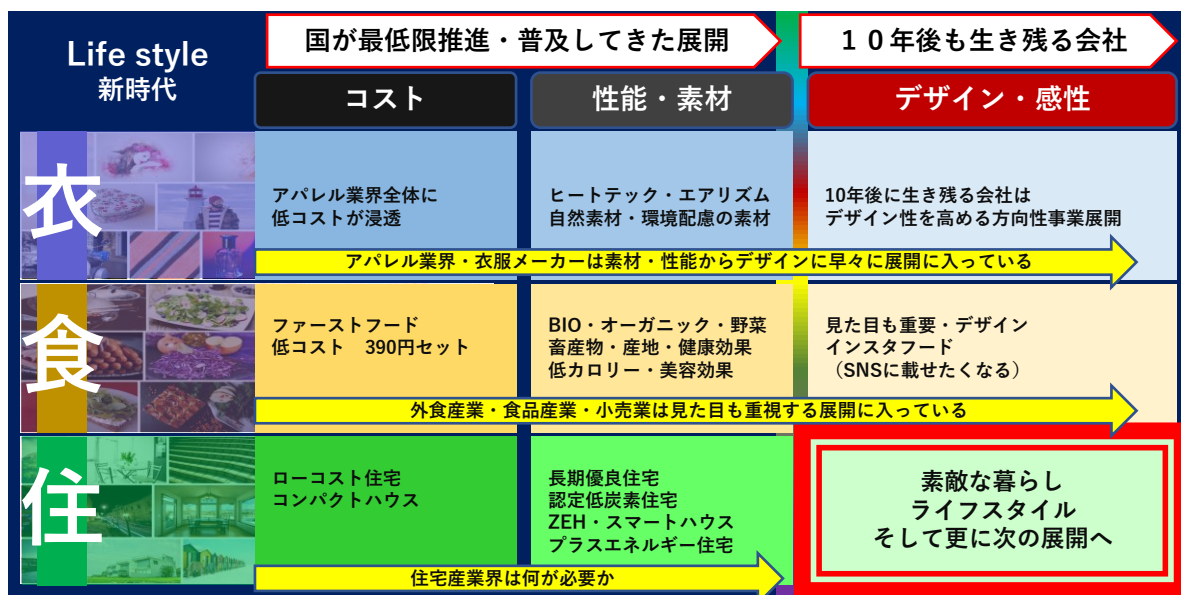 Life style
新時代
国が最低限推進・普及してきた展開
１０年後も生き残る会社
コスト
性能・素材
デザイン・感性
衣
アパレル業界全体に
低コストが浸透
ヒートテック・エアリズム
自然素材・環境配慮の素材
10年後に生き残る会社は
デザイン性を高める方向性事業展開
アパレル業界・衣服メーカーは素材・性能からデザインに早々に展開に入っている
食
ファーストフード
低コスト　390円セット
BIO・オーガニック・野菜
畜産物・産地・健康効果
低カロリー・美容効果
見た目も重要・デザイン
インスタフード
（SNSに載せたくなる）
外食産業・食品産業・小売業は見た目も重視する展開に入っている
住
ローコスト住宅
コンパクトハウス
長期優良住宅
認定低炭素住宅
ZEH・スマートハウス
プラスエネルギー住宅
素敵な暮らし
ライフスタイル
そして更に次の展開へ
住宅産業界は何が必要か